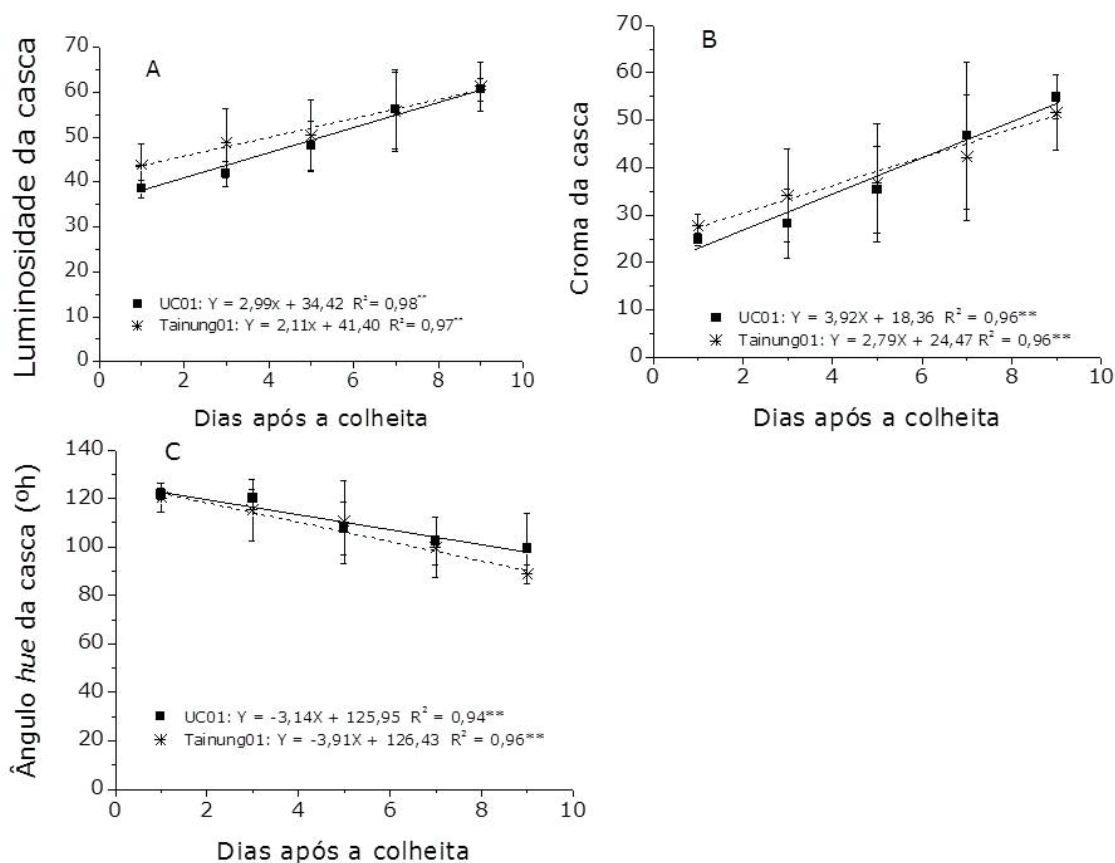 A
Luminosidade da casca
70
60
50
40
30
20
10
0
UC01: Y = 2,99x + 34,42 R² = 0,98**
Tainung01: Y = 2,11x + 41,40 R² = 0,97**
0 2 4 6 8 10
Dias após a colheita
B
Croma da casca
70
60
50
40
30
20
10
0
UC01: Y = 3,92X + 18,36 R² = 0,96**
Tainung01: Y = 2,79X + 24,47 R² = 0,96**
0 2 4 6 8 10
Dias após a colheita
C
Ângulo hue da casca (ºh)
140
120
100
80
60
40
20
0
UC01: Y = -3,14X + 125,95 R² = 0,94**
Tainung01: Y = -3,91X + 126,43 R² = 0,96**
0 2 4 6 8 10
Dias após a colheita